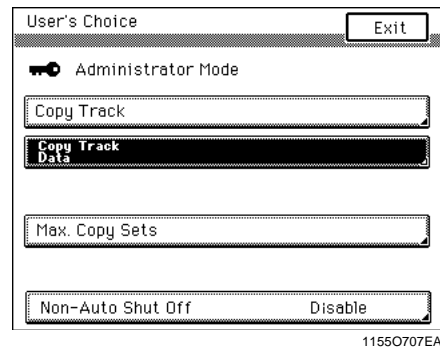 User's Choice
Exit
Administrator Mode
Copy Track
Copy Track
Data
Max. Copy Sets
Non-Auto Shut Off Disable
1155O707EA